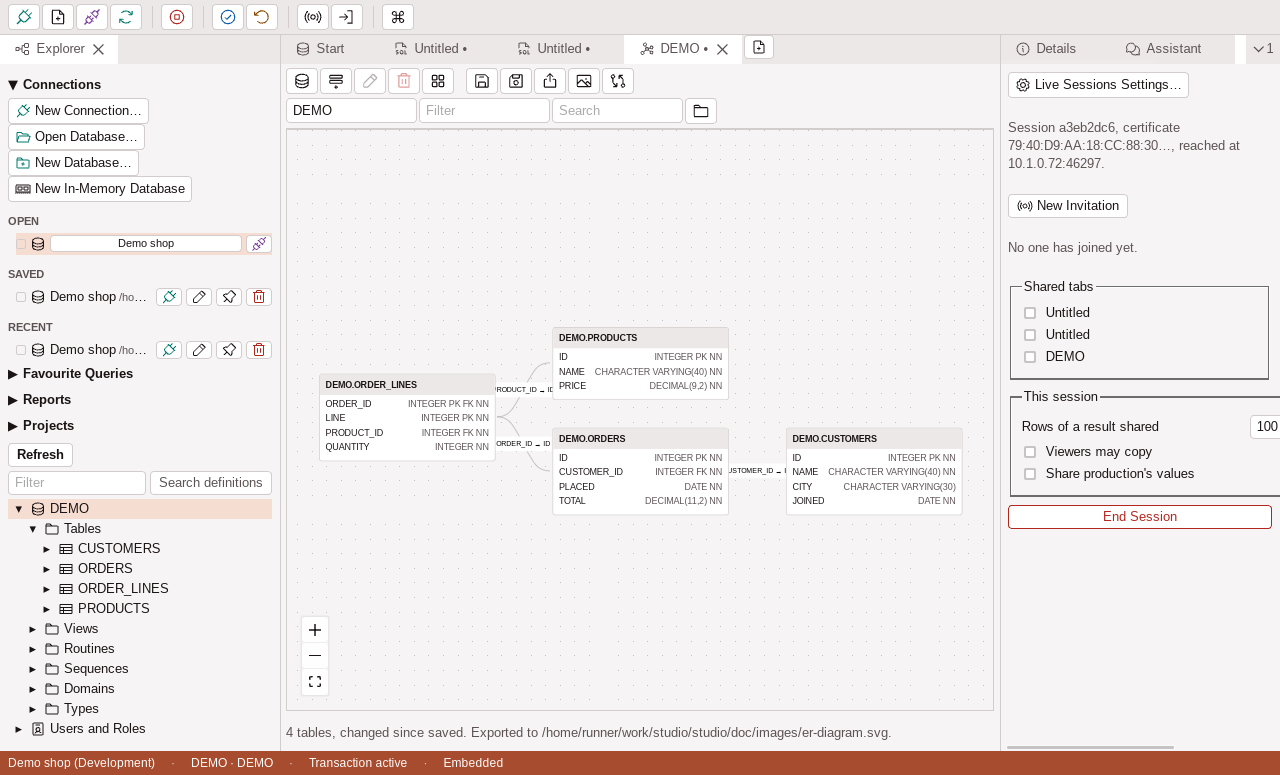 Explorer
Start
Untitled •
Untitled •
DEMO •
Details
Assistant
1
Connections
New Connection…
Open Database…
New Database…
New In-Memory Database
OPEN
Demo shop
SAVED
Demo shop /ho…
RECENT
Demo shop /ho…
Favourite Queries
Reports
Projects
Refresh
Filter
Search definitions
DEMO
Tables
CUSTOMERS
ORDERS
ORDER_LINES
PRODUCTS
Views
Routines
Sequences
Domains
Types
Users and Roles
DEMO
Filter
Search
DEMO.PRODUCTS
ID INTEGER PK NN
NAME CHARACTER VARYING(40) NN
PRICE DECIMAL(9,2) NN
DEMO.ORDER_LINES
ORDER_ID INTEGER PK FK NN
LINE INTEGER PK NN
PRODUCT_ID INTEGER FK NN
QUANTITY INTEGER NN
DEMO.ORDERS
ID INTEGER PK NN
CUSTOMER_ID INTEGER FK NN
PLACED DATE NN
TOTAL DECIMAL(11,2) NN
DEMO.CUSTOMERS
ID INTEGER PK NN
NAME CHARACTER VARYING(40) NN
CITY CHARACTER VARYING(30)
JOINED DATE NN
4 tables, changed since saved. Exported to /home/runner/work/studio/studio/doc/images/er-diagram.svg.
Live Sessions Settings…
Session a3eb2dc6, certificate
79:40:D9:AA:18:CC:88:30…, reached at
10.1.0.72:46297.
New Invitation
No one has joined yet.
Shared tabs
Untitled
Untitled
DEMO
This session
Rows of a result shared 100
Viewers may copy
Share production's values
End Session
Demo shop (Development) · DEMO · DEMO · Transaction active · Embedded